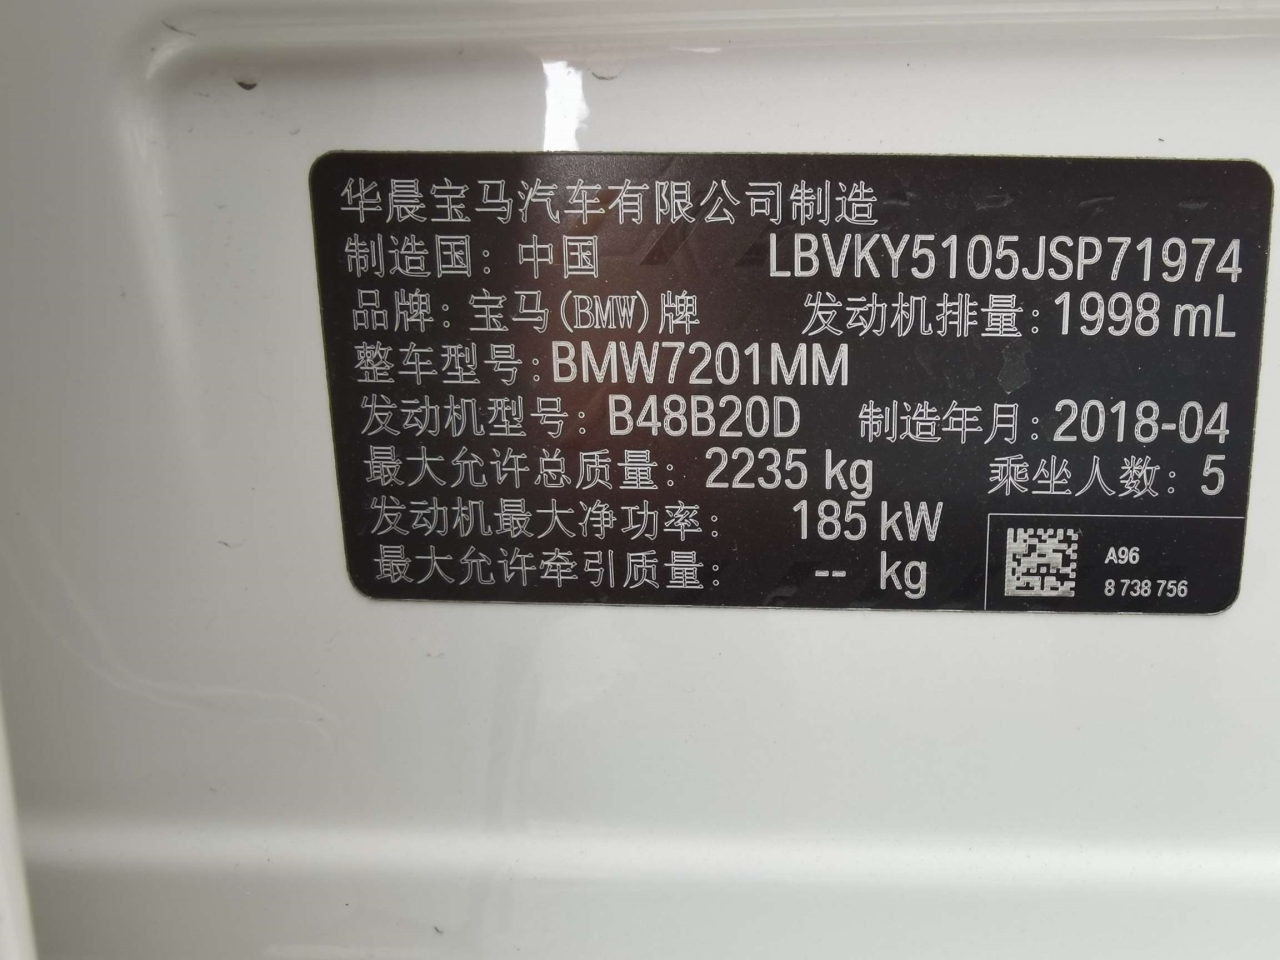 华晨宝马汽车有限公司制造
制造国：中国 LBVKY5105JSP71974
品牌：宝马(BMW)牌 发动机排量：1998 mL
整车型号：BMW7201MM
发动机型号：B48B20D 制造年月：2018-04
最大允许总质量：2235 kg 乘坐人数：5
发动机最大净功率：185 kW
最大允许牵引质量：-- kg
A96
8 738 756